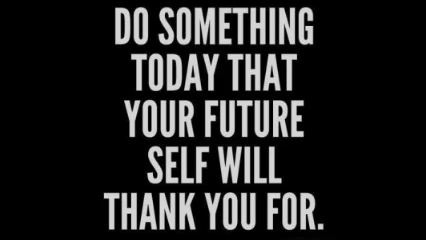 DO SOMETHING
TODAY THAT
YOUR FUTURE
SELF WILL
THANK YOU FOR.